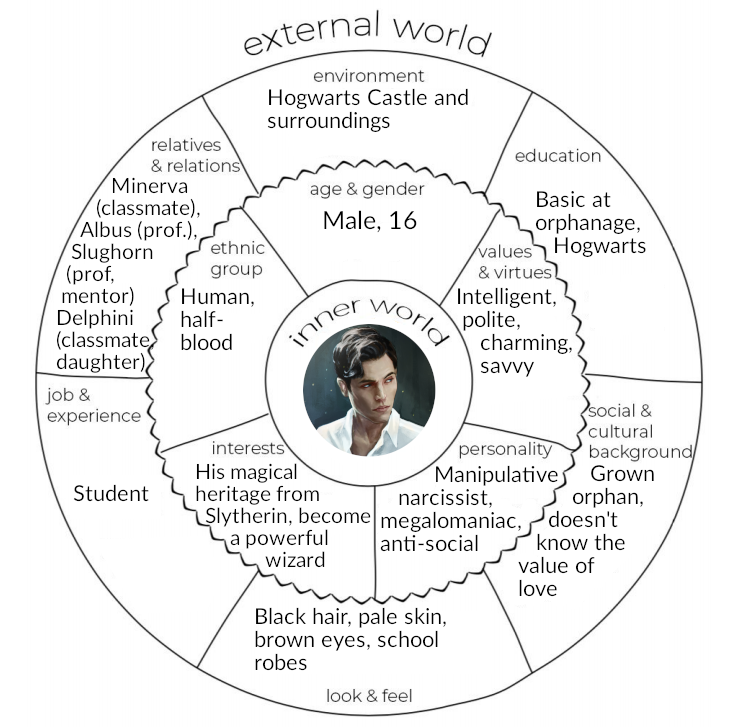 external world
environment
Hogwarts Castle and
surroundings
relatives
& relations
Minerva
(classmate),
Albus (prof.),
Slughorn
(prof,
mentor)
Delphini
(classmate,
daughter)
education
Basic at
orphanage,
Hogwarts
age & gender
Male, 16
ethnic
group
Human,
half-
blood
values
& virtues
Intelligent,
polite,
charming,
savvy
inner world
job &
experience
Student
interests
His magical
heritage from
Slytherin, become
a powerful
wizard
personality
Manipulative
narcissist,
megalomaniac,
anti-social
social &
cultural
background
Grown
orphan,
doesn't
know the
value of
love
Black hair, pale skin,
brown eyes, school
robes
look & feel